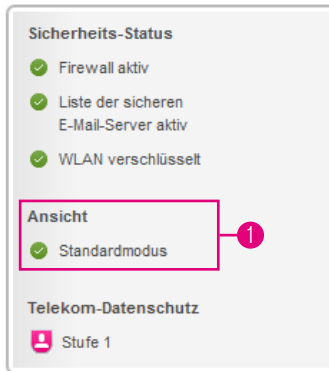 Sicherheits-Status
Firewall aktiv
Liste der sicheren
E-Mail-Server aktiv
WLAN verschlüsselt
Ansicht
1
Standardmodus
Telekom-Datenschutz
Stufe 1